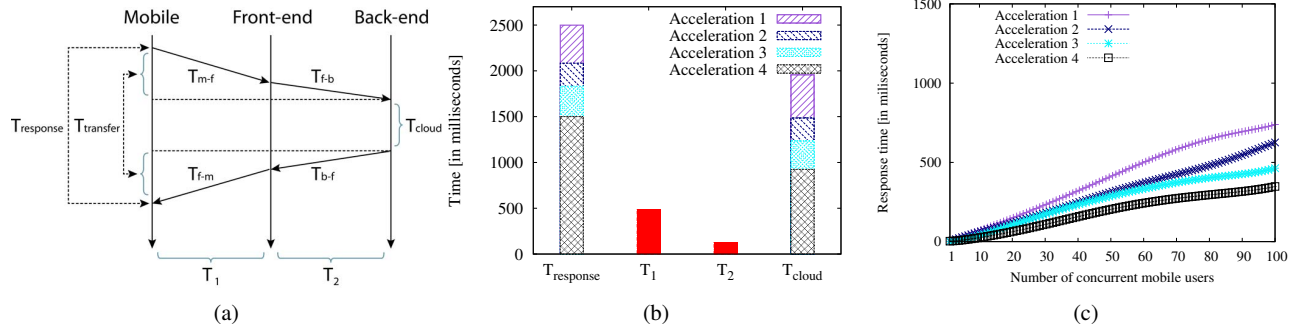 Mobile Front-end Back-end
Tm-f
Tf-b
Tresponse
Ttransfer
Tcloud
Tf-m
Tb-f
T1
T2
(a)
Time [in milliseconds]
2500
2000
1500
1000
500
0
Acceleration 1
Acceleration 2
Acceleration 3
Acceleration 4
Tresponse T1 T2 Tcloud
(b)
Response time [in miliseconds]
1500
1000
500
0
Acceleration 1
Acceleration 2
Acceleration 3
Acceleration 4
1 10 20 30 40 50 60 70 80 90 100
Number of concurrent mobile users
(c)